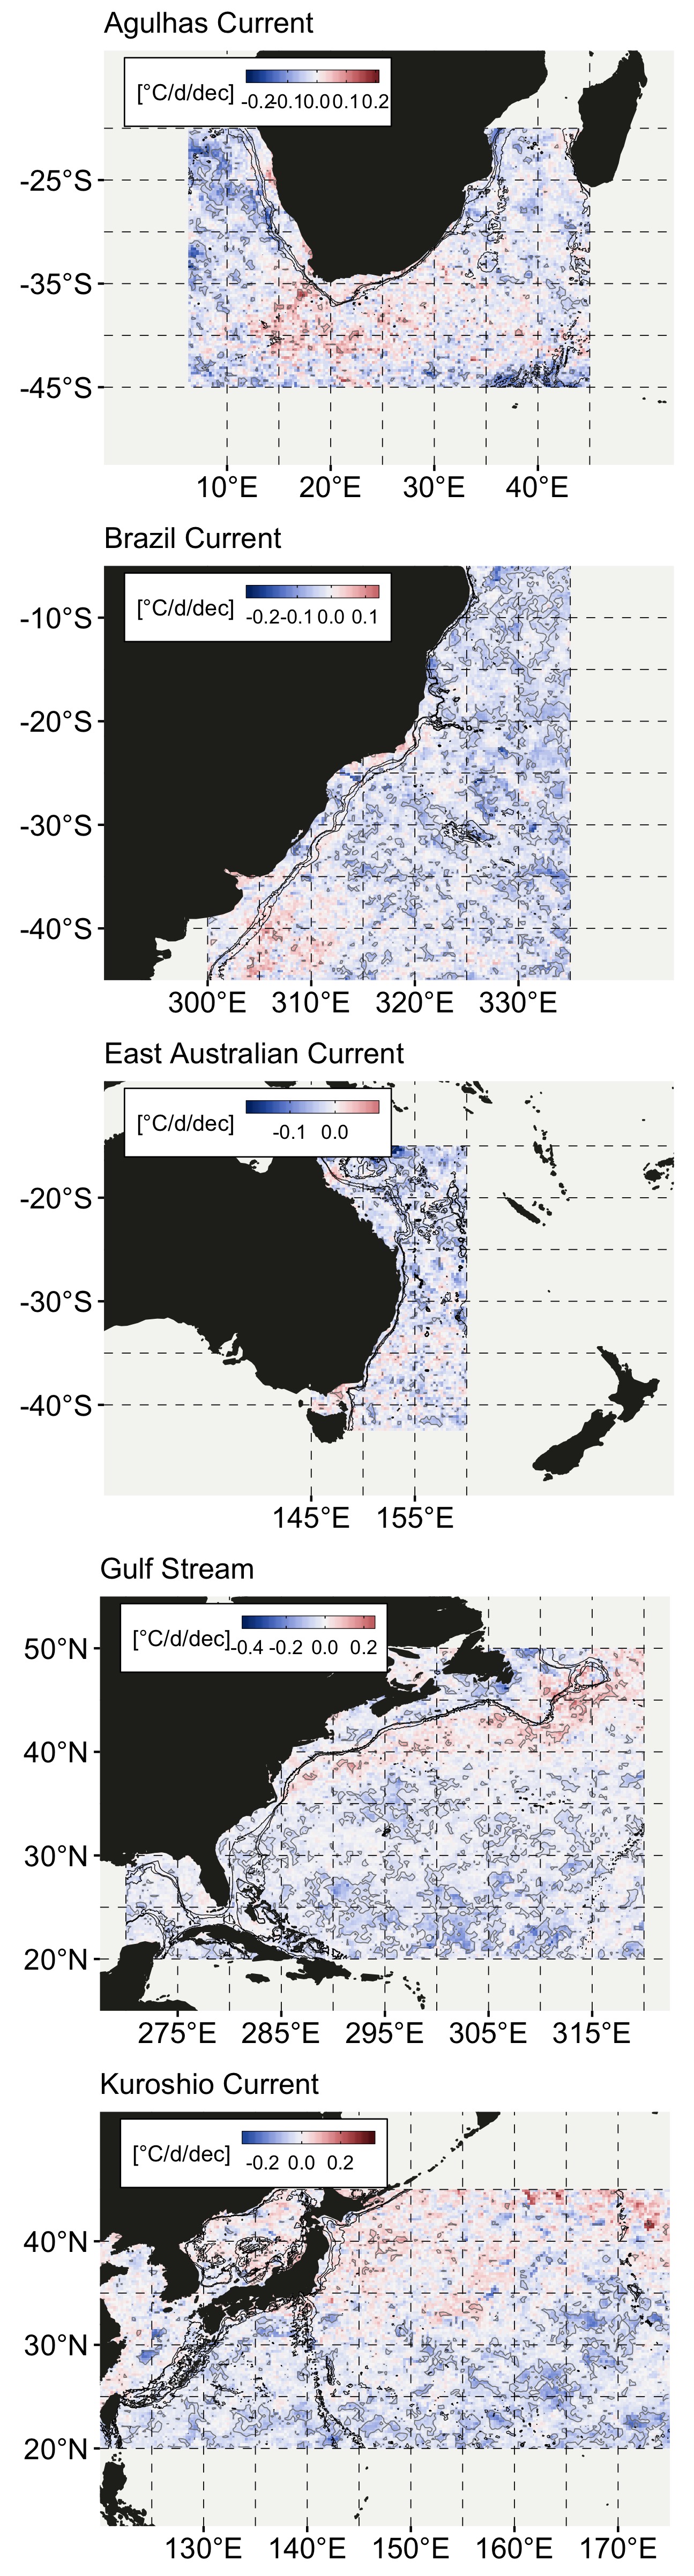 Agulhas Current
[°C/d/dec]
-0.2-0.10.00.10.2
-25°S
-35°S
-45°S
10°E 20°E 30°E 40°E
Brazil Current
[°C/d/dec]
-0.2-0.1 0.0 0.1
-10°S
-20°S
-30°S
-40°S
300°E 310°E 320°E 330°E
East Australian Current
[°C/d/dec]
-0.1 0.0
-20°S
-30°S
-40°S
145°E 155°E
Gulf Stream
[°C/d/dec]
-0.4 -0.2 0.0 0.2
50°N
40°N
30°N
20°N
275°E 285°E 295°E 305°E 315°E
Kuroshio Current
[°C/d/dec]
-0.2 0.0 0.2
40°N
30°N
20°N
130°E 140°E 150°E 160°E 170°E